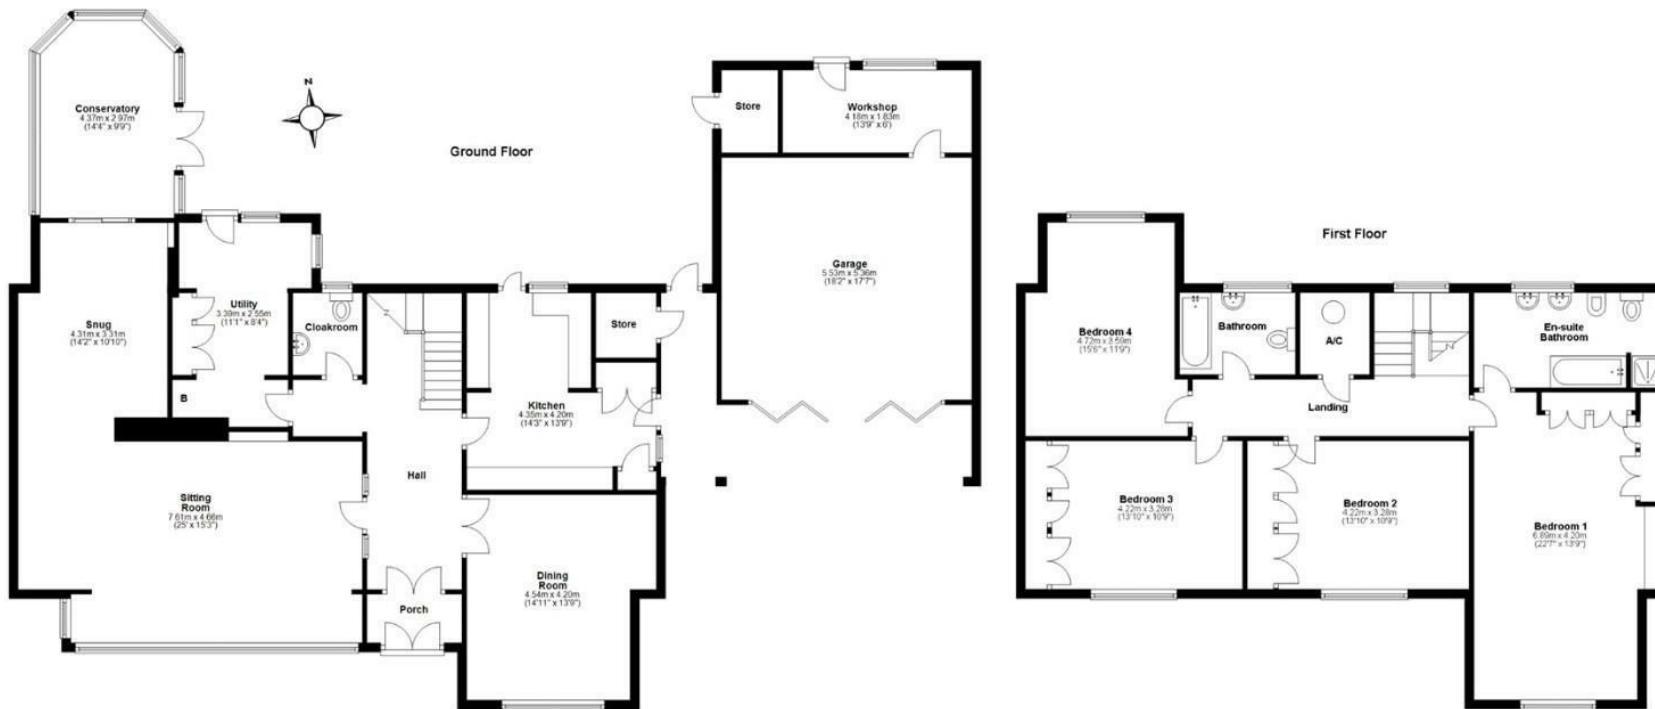 Conservatory
4.37m x 2.97m
(14'4" x 9'9")
N
Ground Floor
Store
Workshop
4.18m x 1.83m
(13'9" x 6')
Utility
3.39m x 2.55m
(11'1" x 8'4")
Snug
4.31m x 3.31m
(14'2" x 10'10")
Cloakroom
B
Store
Kitchen
4.35m x 4.20m
(14'3" x 13'9")
Garage
5.53m x 5.36m
(18'2" x 17'7")
Hall
Sitting
Room
7.61m x 4.66m
(25' x 15'3")
Dining
Room
4.54m x 4.20m
(14'11" x 13'9")
Porch
First Floor
Bedroom 4
4.72m x 3.59m
(15'6" x 11'9")
Bathroom
A/C
En-suite
Bathroom
Landing
Bedroom 3
4.22m x 3.28m
(13'10" x 10'9")
Bedroom 2
4.22m x 3.28m
(13'10" x 10'9")
Bedroom 1
6.89m x 4.20m
(22'7" x 13'9")